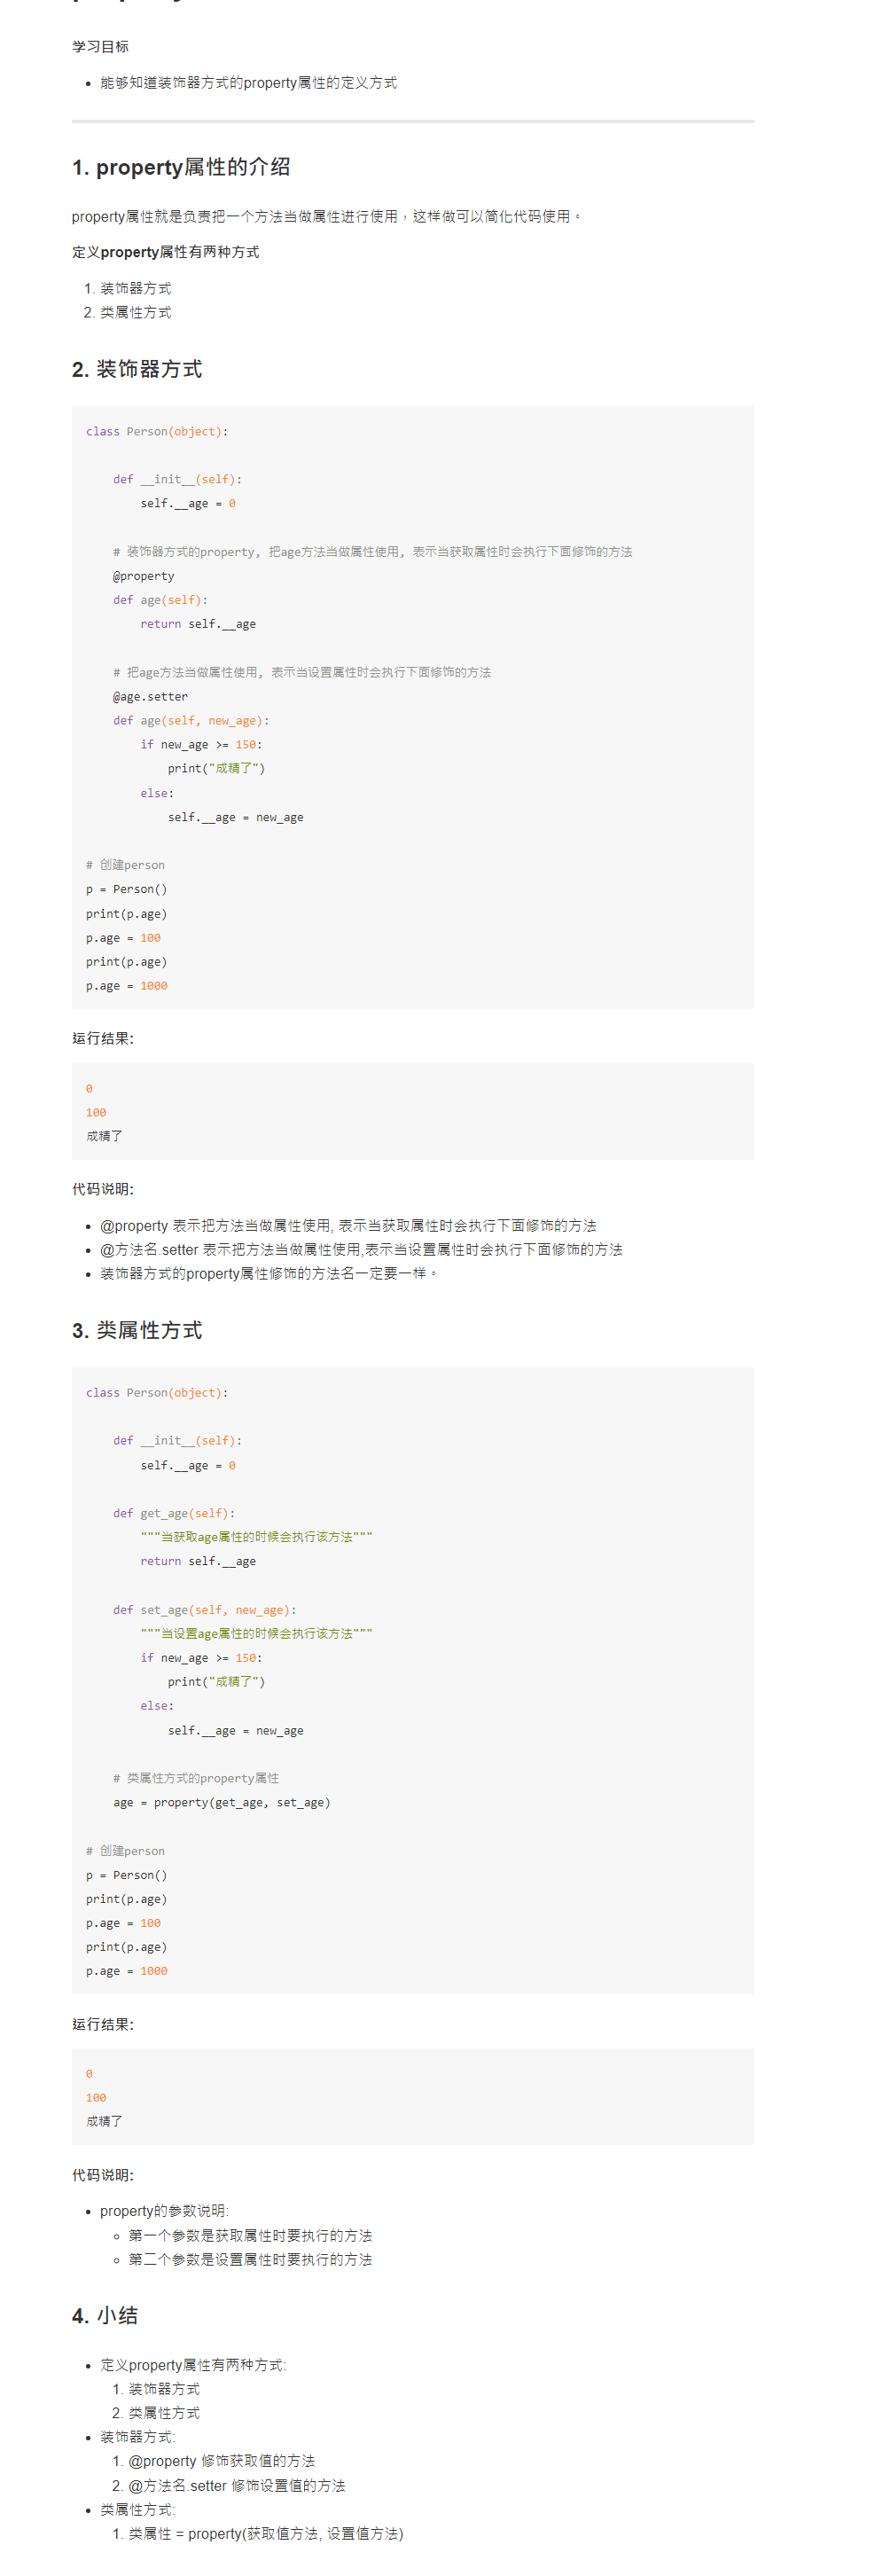 学习目标
• 能够知道装饰器方式的property属性的定义方式
1. property属性的介绍
property属性就是负责把一个方法当做属性进行使用，这样做可以简化代码使用。
定义property属性有两种方式
1. 装饰器方式
2. 类属性方式
2. 装饰器方式
class Person(object):
    def __init__(self):
        self.__age = 0
    # 装饰器方式的property, 把age方法当做属性使用, 表示当获取属性时会执行下面修饰的方法
    @property
    def age(self):
        return self.__age
    # 把age方法当做属性使用, 表示当设置属性时会执行下面修饰的方法
    @age.setter
    def age(self, new_age):
        if new_age >= 150:
            print("成精了")
        else:
            self.__age = new_age
# 创建person
p = Person()
print(p.age)
p.age = 100
print(p.age)
p.age = 1000
运行结果:
0
100
成精了
代码说明:
• @property 表示把方法当做属性使用, 表示当获取属性时会执行下面修饰的方法
• @方法名.setter 表示把方法当做属性使用,表示当设置属性时会执行下面修饰的方法
• 装饰器方式的property属性修饰的方法名一定要一样。
3. 类属性方式
class Person(object):
    def __init__(self):
        self.__age = 0
    def get_age(self):
        """当获取age属性的时候会执行该方法"""
        return self.__age
    def set_age(self, new_age):
        """当设置age属性的时候会执行该方法"""
        if new_age >= 150:
            print("成精了")
        else:
            self.__age = new_age
    # 类属性方式的property属性
    age = property(get_age, set_age)
# 创建person
p = Person()
print(p.age)
p.age = 100
print(p.age)
p.age = 1000
运行结果:
0
100
成精了
代码说明:
• property的参数说明:
◦ 第一个参数是获取属性时要执行的方法
◦ 第二个参数是设置属性时要执行的方法
4. 小结
• 定义property属性有两种方式:
1. 装饰器方式
2. 类属性方式
• 装饰器方式:
1. @property 修饰获取值的方法
2. @方法名.setter 修饰设置值的方法
• 类属性方式:
1. 类属性 = property(获取值方法, 设置值方法)